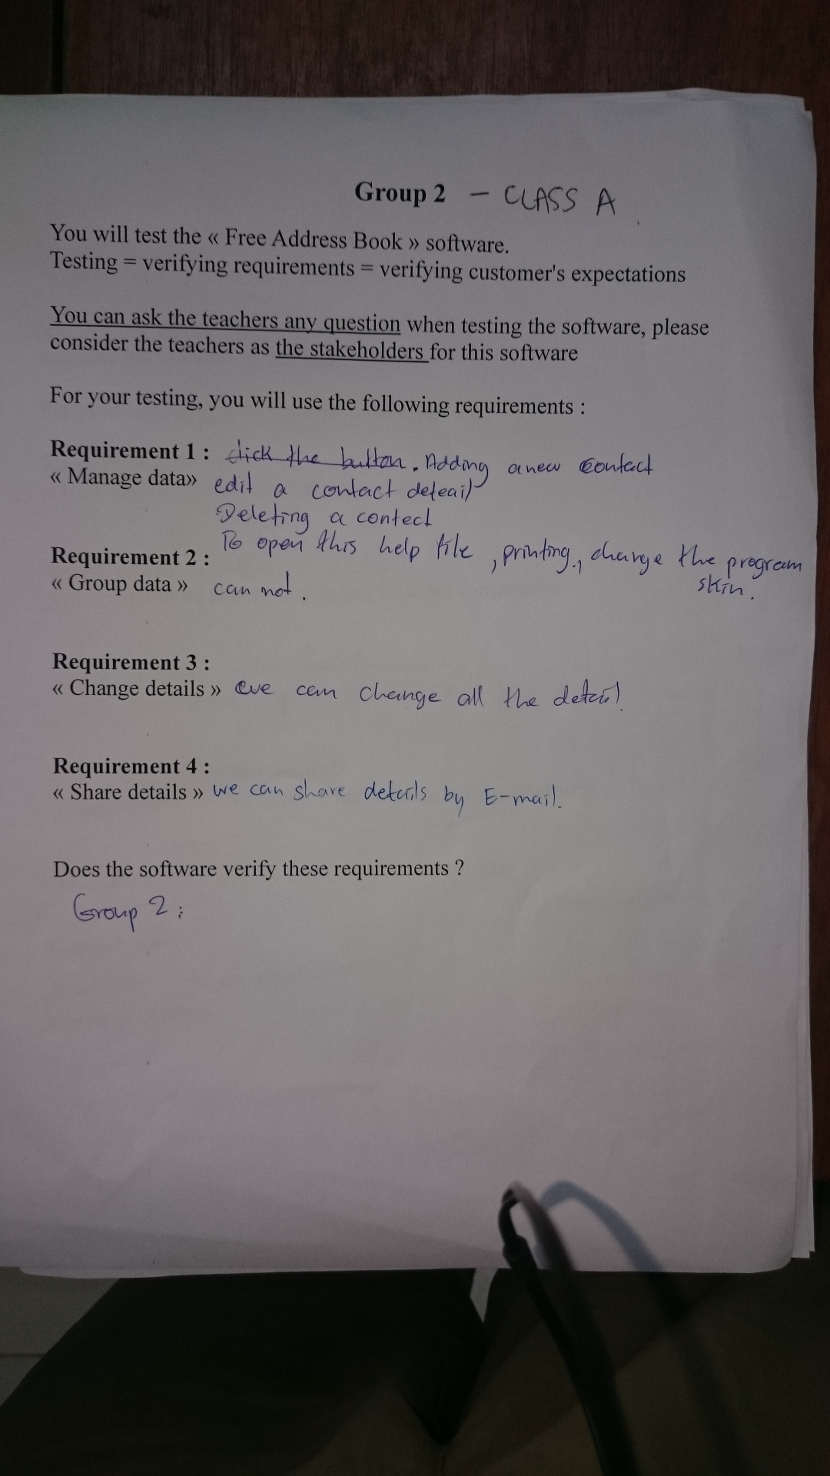 Group 2 - CLASS A
You will test the « Free Address Book » software.
Testing = verifying requirements = verifying customer's expectations
You can ask the teachers any question when testing the software, please
consider the teachers as the stakeholders for this software
For your testing, you will use the following requirements :
Requirement 1 : click the button. Adding a new contact
« Manage data» edit a contact deteail
Deleting a contect
To open this help file, printing., change the program
Requirement 2 :
« Group data » can not. skin.
Requirement 3 :
« Change details » we can change all the detail.
Requirement 4 :
« Share details » we can share details by E-mail.
Does the software verify these requirements ?
Group 2 :